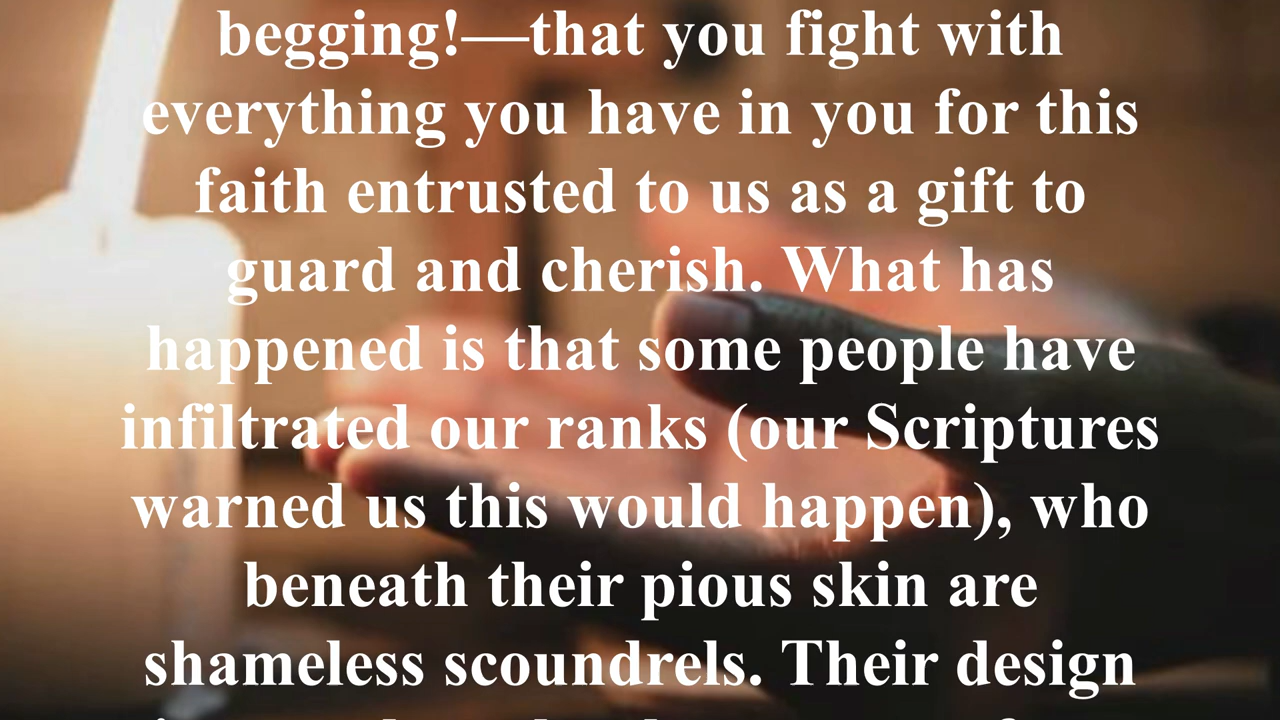 begging!—that you fight with
everything you have in you for this
faith entrusted to us as a gift to
guard and cherish. What has
happened is that some people have
infiltrated our ranks (our Scriptures
warned us this would happen), who
beneath their pious skin are
shameless scoundrels. Their design